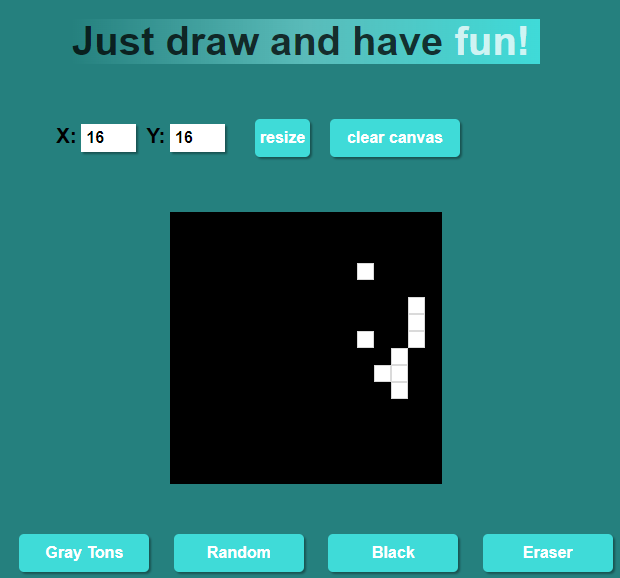 Just draw and have fun!
X: 16 Y: 16 resize clear canvas
Gray Tons Random Black Eraser